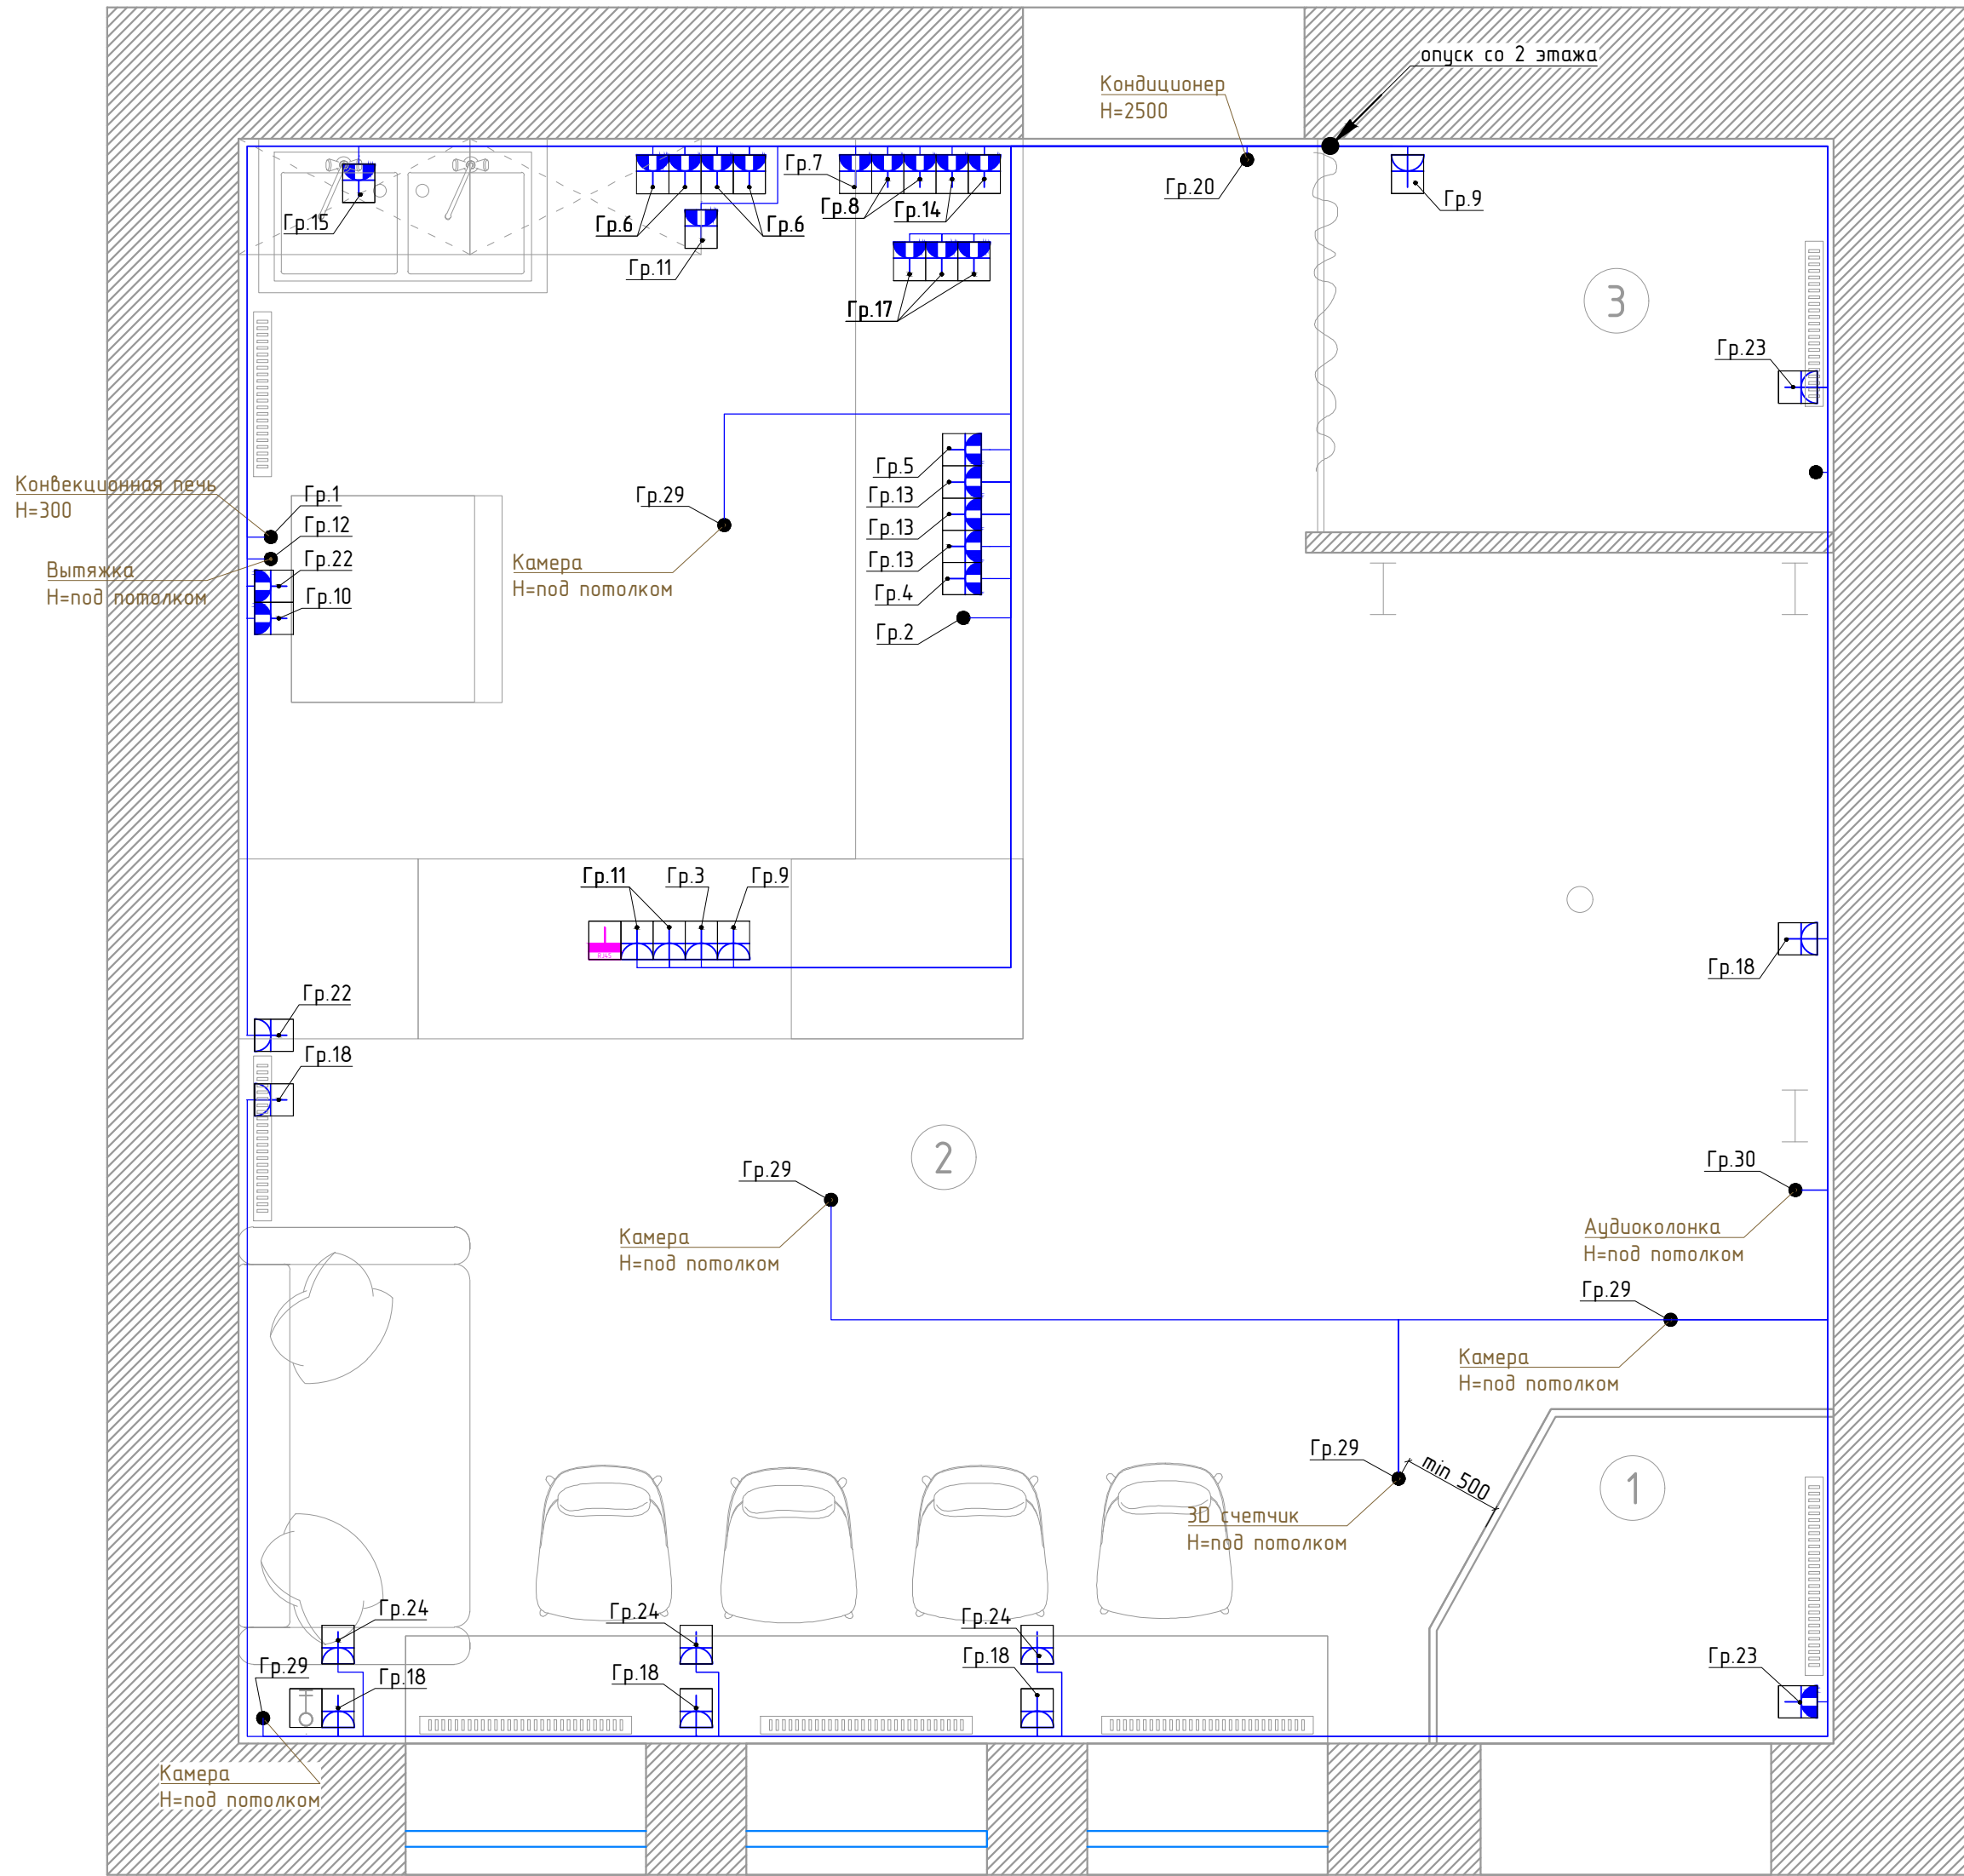 опуск со 2 этажа
Кондиционер
H=2500
Гр.7
Гр.20
Гр.9
Гр.15
Гр.6
Гр.6
Гр.8
Гр.14
Гр.11
Гр.17
3
Гр.23
Гр.5
Конвекционная печь
H=300
Гр.1
Гр.29
Гр.13
Гр.12
Гр.13
Гр.22
Гр.13
Вытяжка
H=под потолком
Камера
H=под потолком
Гр.10
Гр.4
Гр.2
Гр.11
Гр.3
Гр.9
RJ45
Гр.18
Гр.22
Гр.18
2
Гр.29
Гр.30
Камера
H=под потолком
Аудиоколонка
H=под потолком
Гр.29
Камера
H=под потолком
Гр.29
min 500
1
3D счетчик
H=под потолком
Гр.24
Гр.24
Гр.24
Гр.29
Гр.18
Гр.18
Гр.18
Гр.23
Камера
H=под потолком